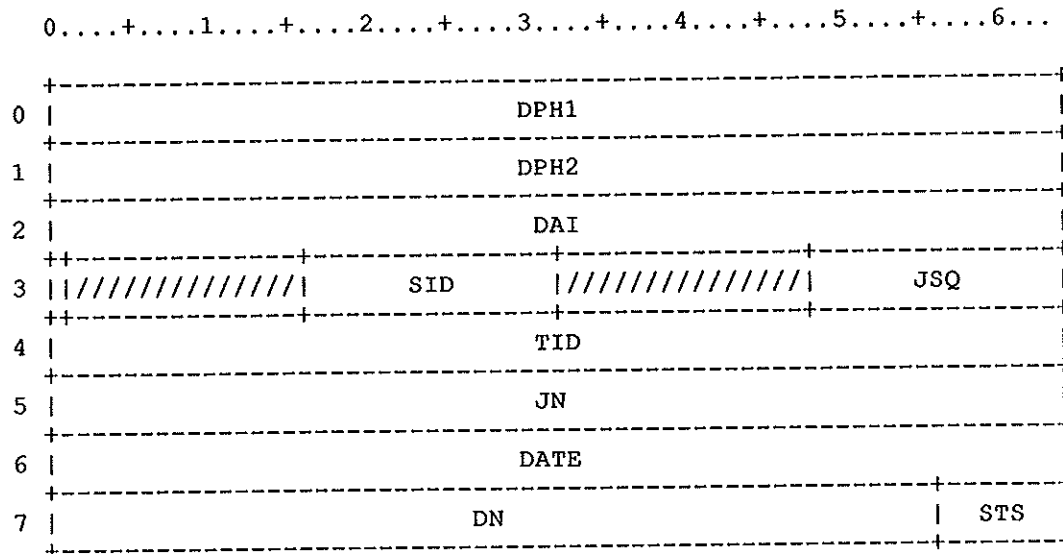 0....+....1....+....2....+....3....+....4....+....5....+....6...
+---------------------------------------------------------------+
0 | DPH1 |
+---------------------------------------------------------------+
1 | DPH2 |
+---------------------------------------------------------------+
2 | DAI |
++--------------+---------------+---------------+---------------+
3 ||//////////////| SID |///////////////| JSQ |
++--------------+---------------+---------------+---------------+
4 | TID |
+---------------------------------------------------------------+
5 | JN |
+---------------------------------------------------------------+
6 | DATE |
+-------------------------------------------------------+-------+
7 | DN | STS |
+-------------------------------------------------------+-------+